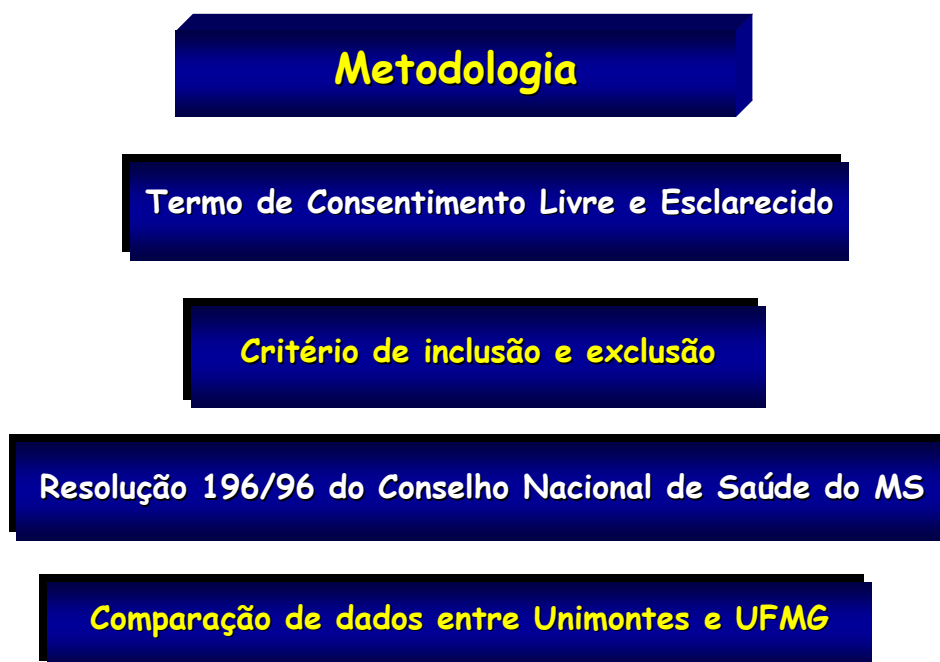 Metodologia
Termo de Consentimento Livre e Esclarecido
Critério de inclusão e exclusão
Resolução 196/96 do Conselho Nacional de Saúde do MS
Comparação de dados entre Unimontes e UFMG